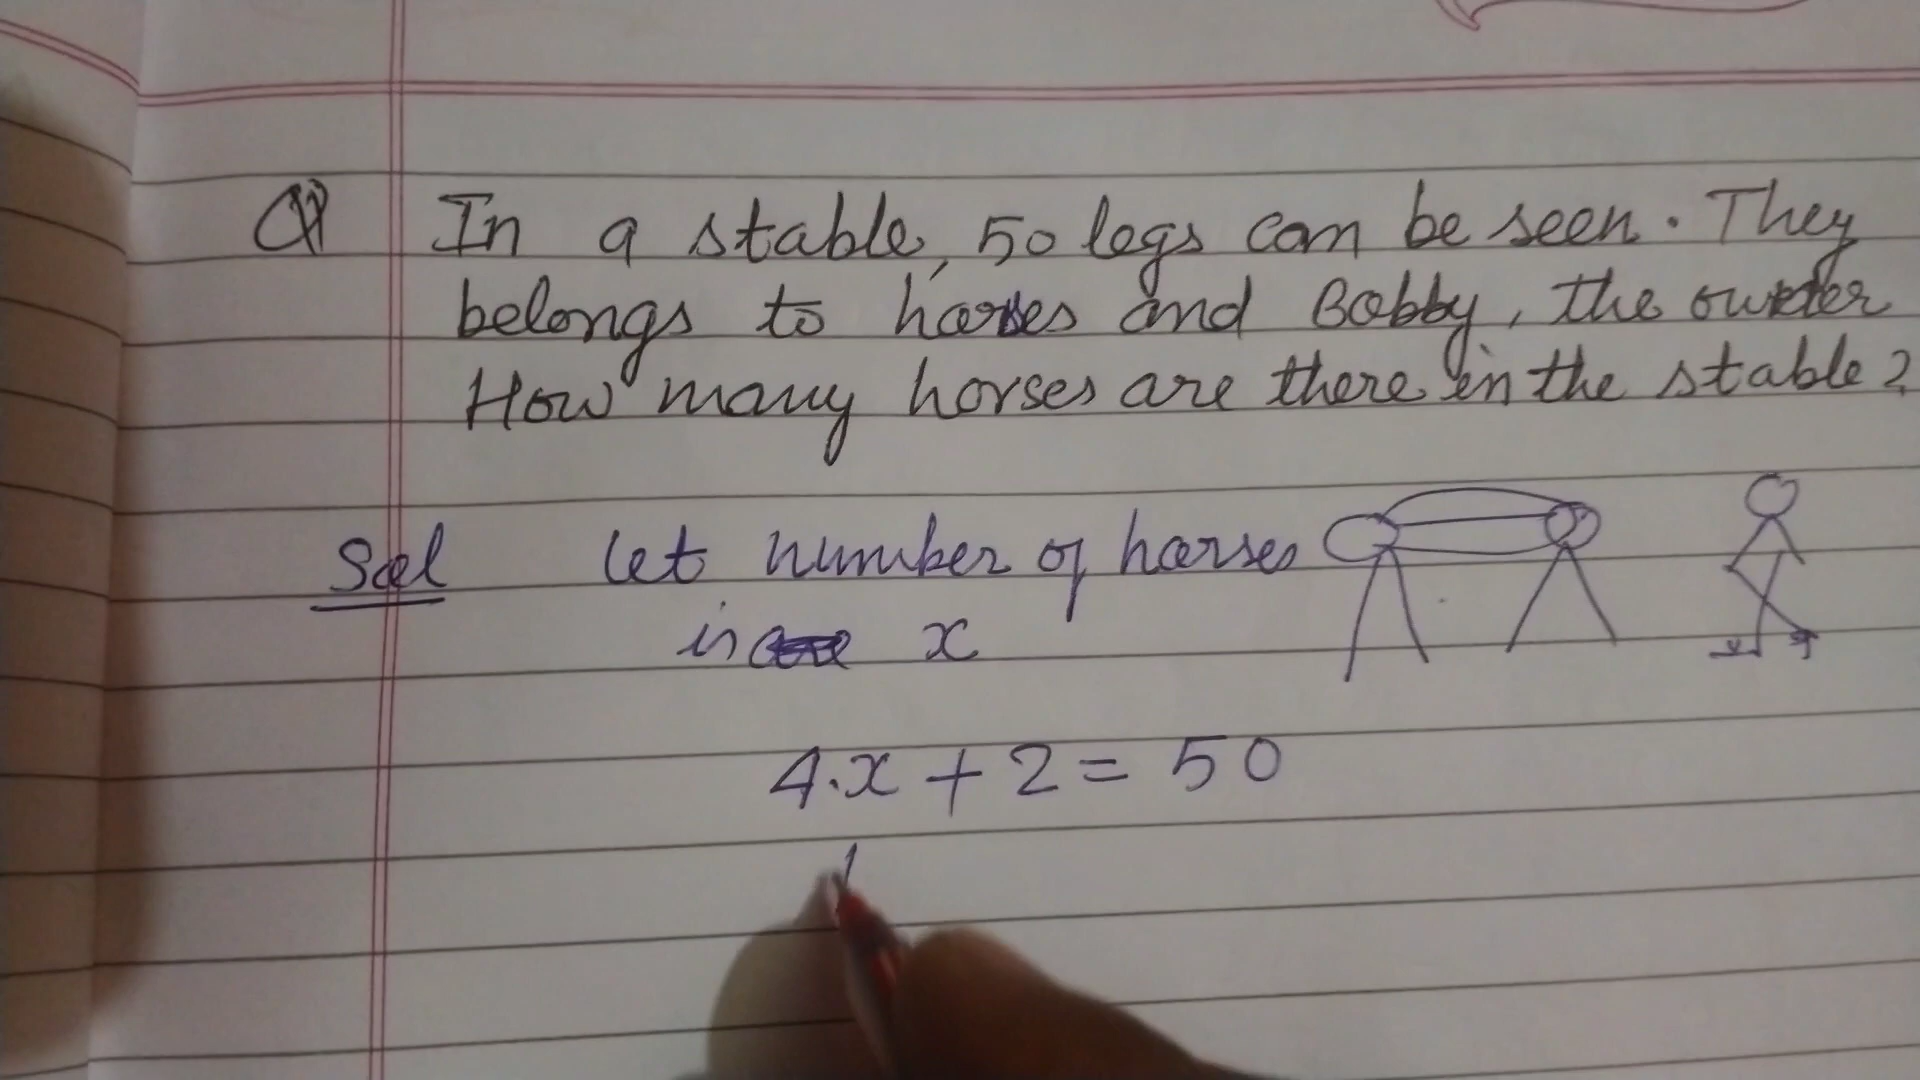 Q In a stable, 50 legs can be seen. They
belongs to horses and Bobby, the owner
How many horses are there in the stable?
Sol let number of horses
is x
4.x + 2 = 50